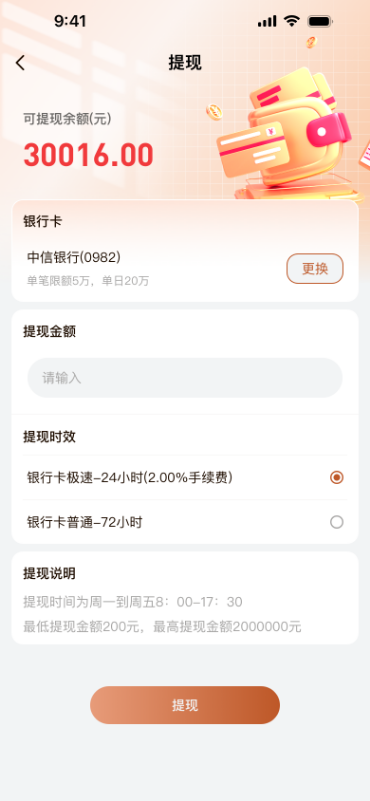 9:41
提现
可提现余额(元)
30016.00
银行卡
中信银行(0982)
更换
单笔限额5万，单日20万
提现金额
请输入
提现时效
银行卡极速-24小时(2.00%手续费)
银行卡普通-72小时
提现说明
提现时间为周一到周五8：00-17：30
最低提现金额200元，最高提现金额2000000元
提现